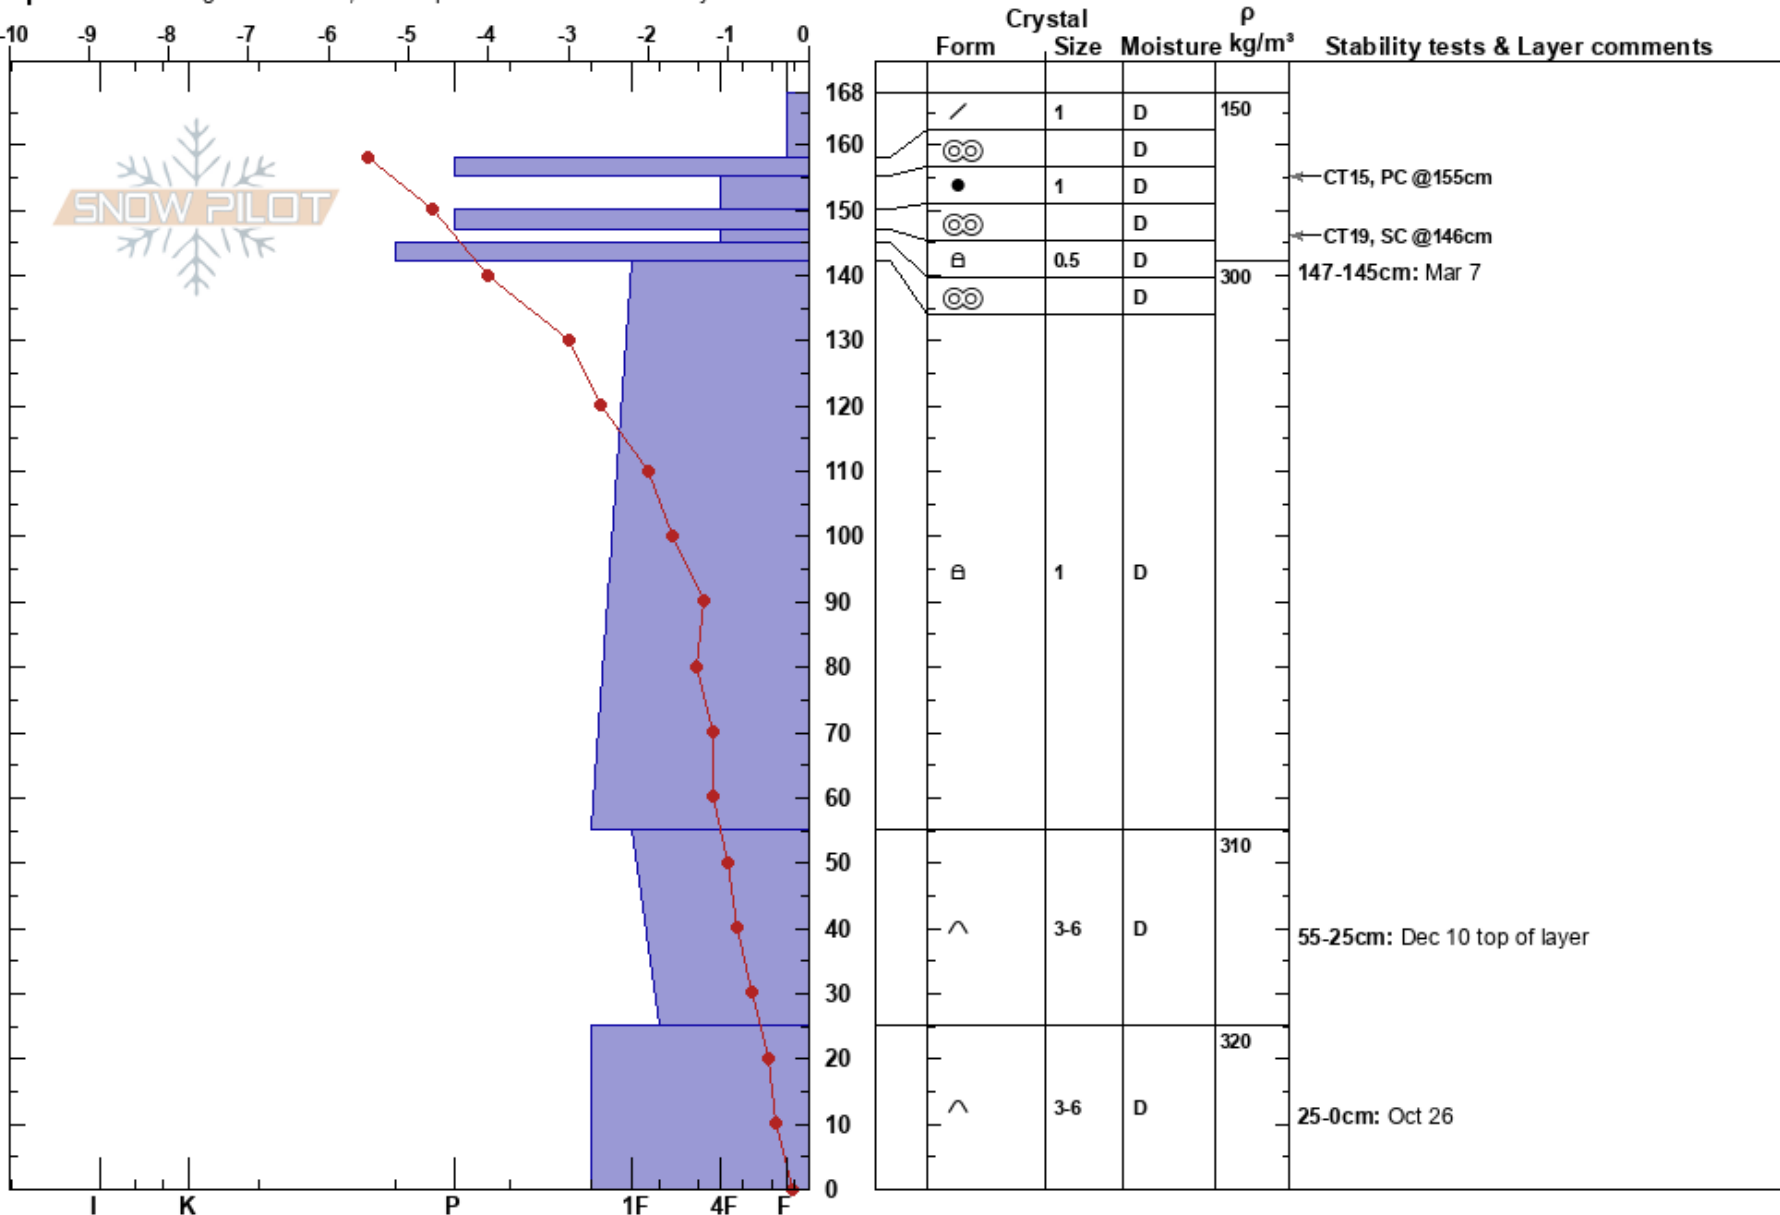 -10 -9 -8 -7 -6 -5 -4 -3 -2 -1 0
Crystal ρ
Form Size Moisture kg/m³ Stability tests & Layer comments
SNOW PILOT
168
160
150
140
130
120
110
100
90
80
70
60
50
40
30
20
10
0
1 D 150
D
1 D
CT15, PC @155cm
D
CT19, SC @146cm
0.5 D
300
147-145cm: Mar 7
D
1 D
310
3-6 D
55-25cm: Dec 10 top of layer
320
3-6 D
25-0cm: Oct 26
I K P 1F 4F F